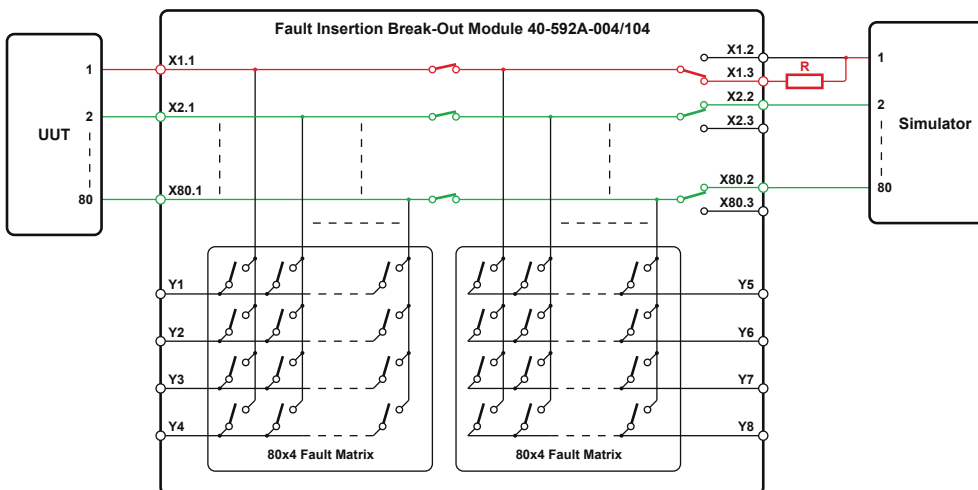 Fault Insertion Break-Out Module 40-592A-004/104
X1.2
1 X1.1 R 1
X1.3
X2.2
2 X2.1 2
X2.3
UUT Simulator
X80.2
80 X80.1 80
X80.3
Y1 Y5
Y2 Y6
Y3 Y7
Y4 Y8
80x4 Fault Matrix 80x4 Fault Matrix